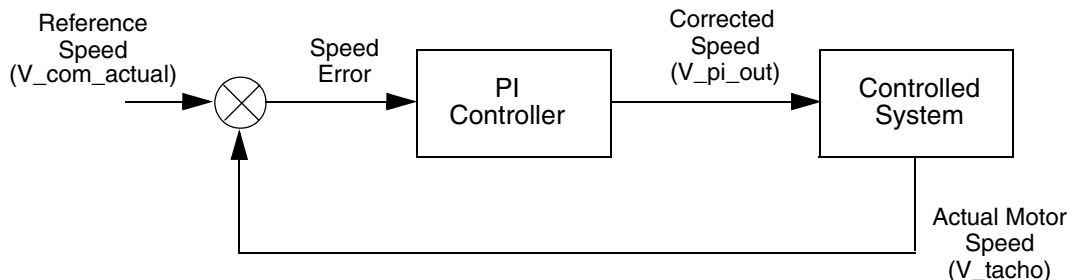 Reference
Speed
(V_com_actual)
Speed
Error
PI
Controller
Corrected
Speed
(V_pi_out)
Controlled
System
Actual Motor
Speed
(V_tacho)